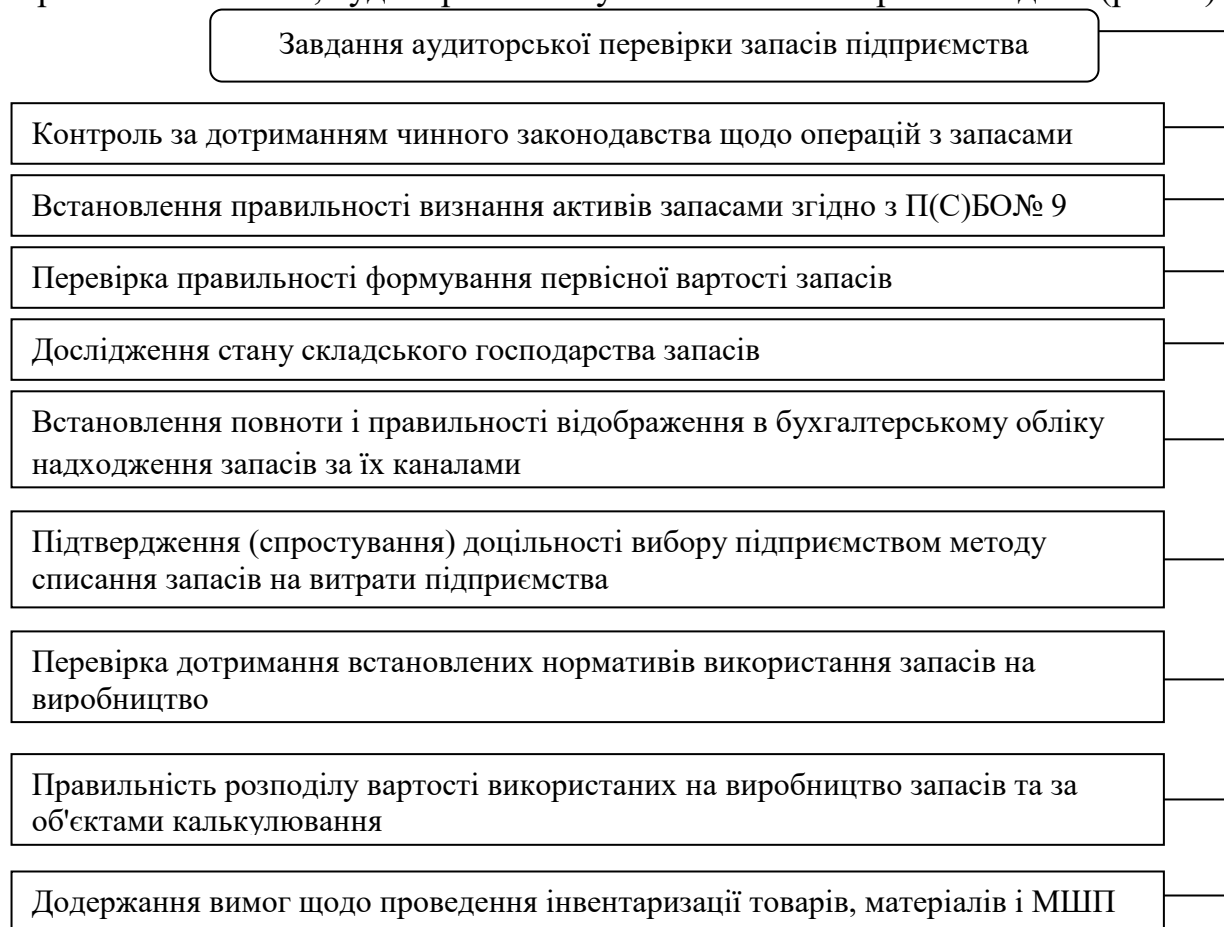 Завдання аудиторської перевірки запасів підприємства
Контроль за дотриманням чинного законодавства щодо операцій з запасами
Встановлення правильності визнання активів запасами згідно з П(С)БО№ 9
Перевірка правильності формування первісної вартості запасів
Дослідження стану складського господарства запасів
Встановлення повноти і правильності відображення в бухгалтерському обліку
надходження запасів за їх каналами
Підтвердження (спростування) доцільності вибору підприємством методу
списання запасів на витрати підприємства
Перевірка дотримання встановлених нормативів використання запасів на
виробництво
Правильність розподілу вартості використаних на виробництво запасів та за
об'єктами калькулювання
Додержання вимог щодо проведення інвентаризації товарів, матеріалів і МШП